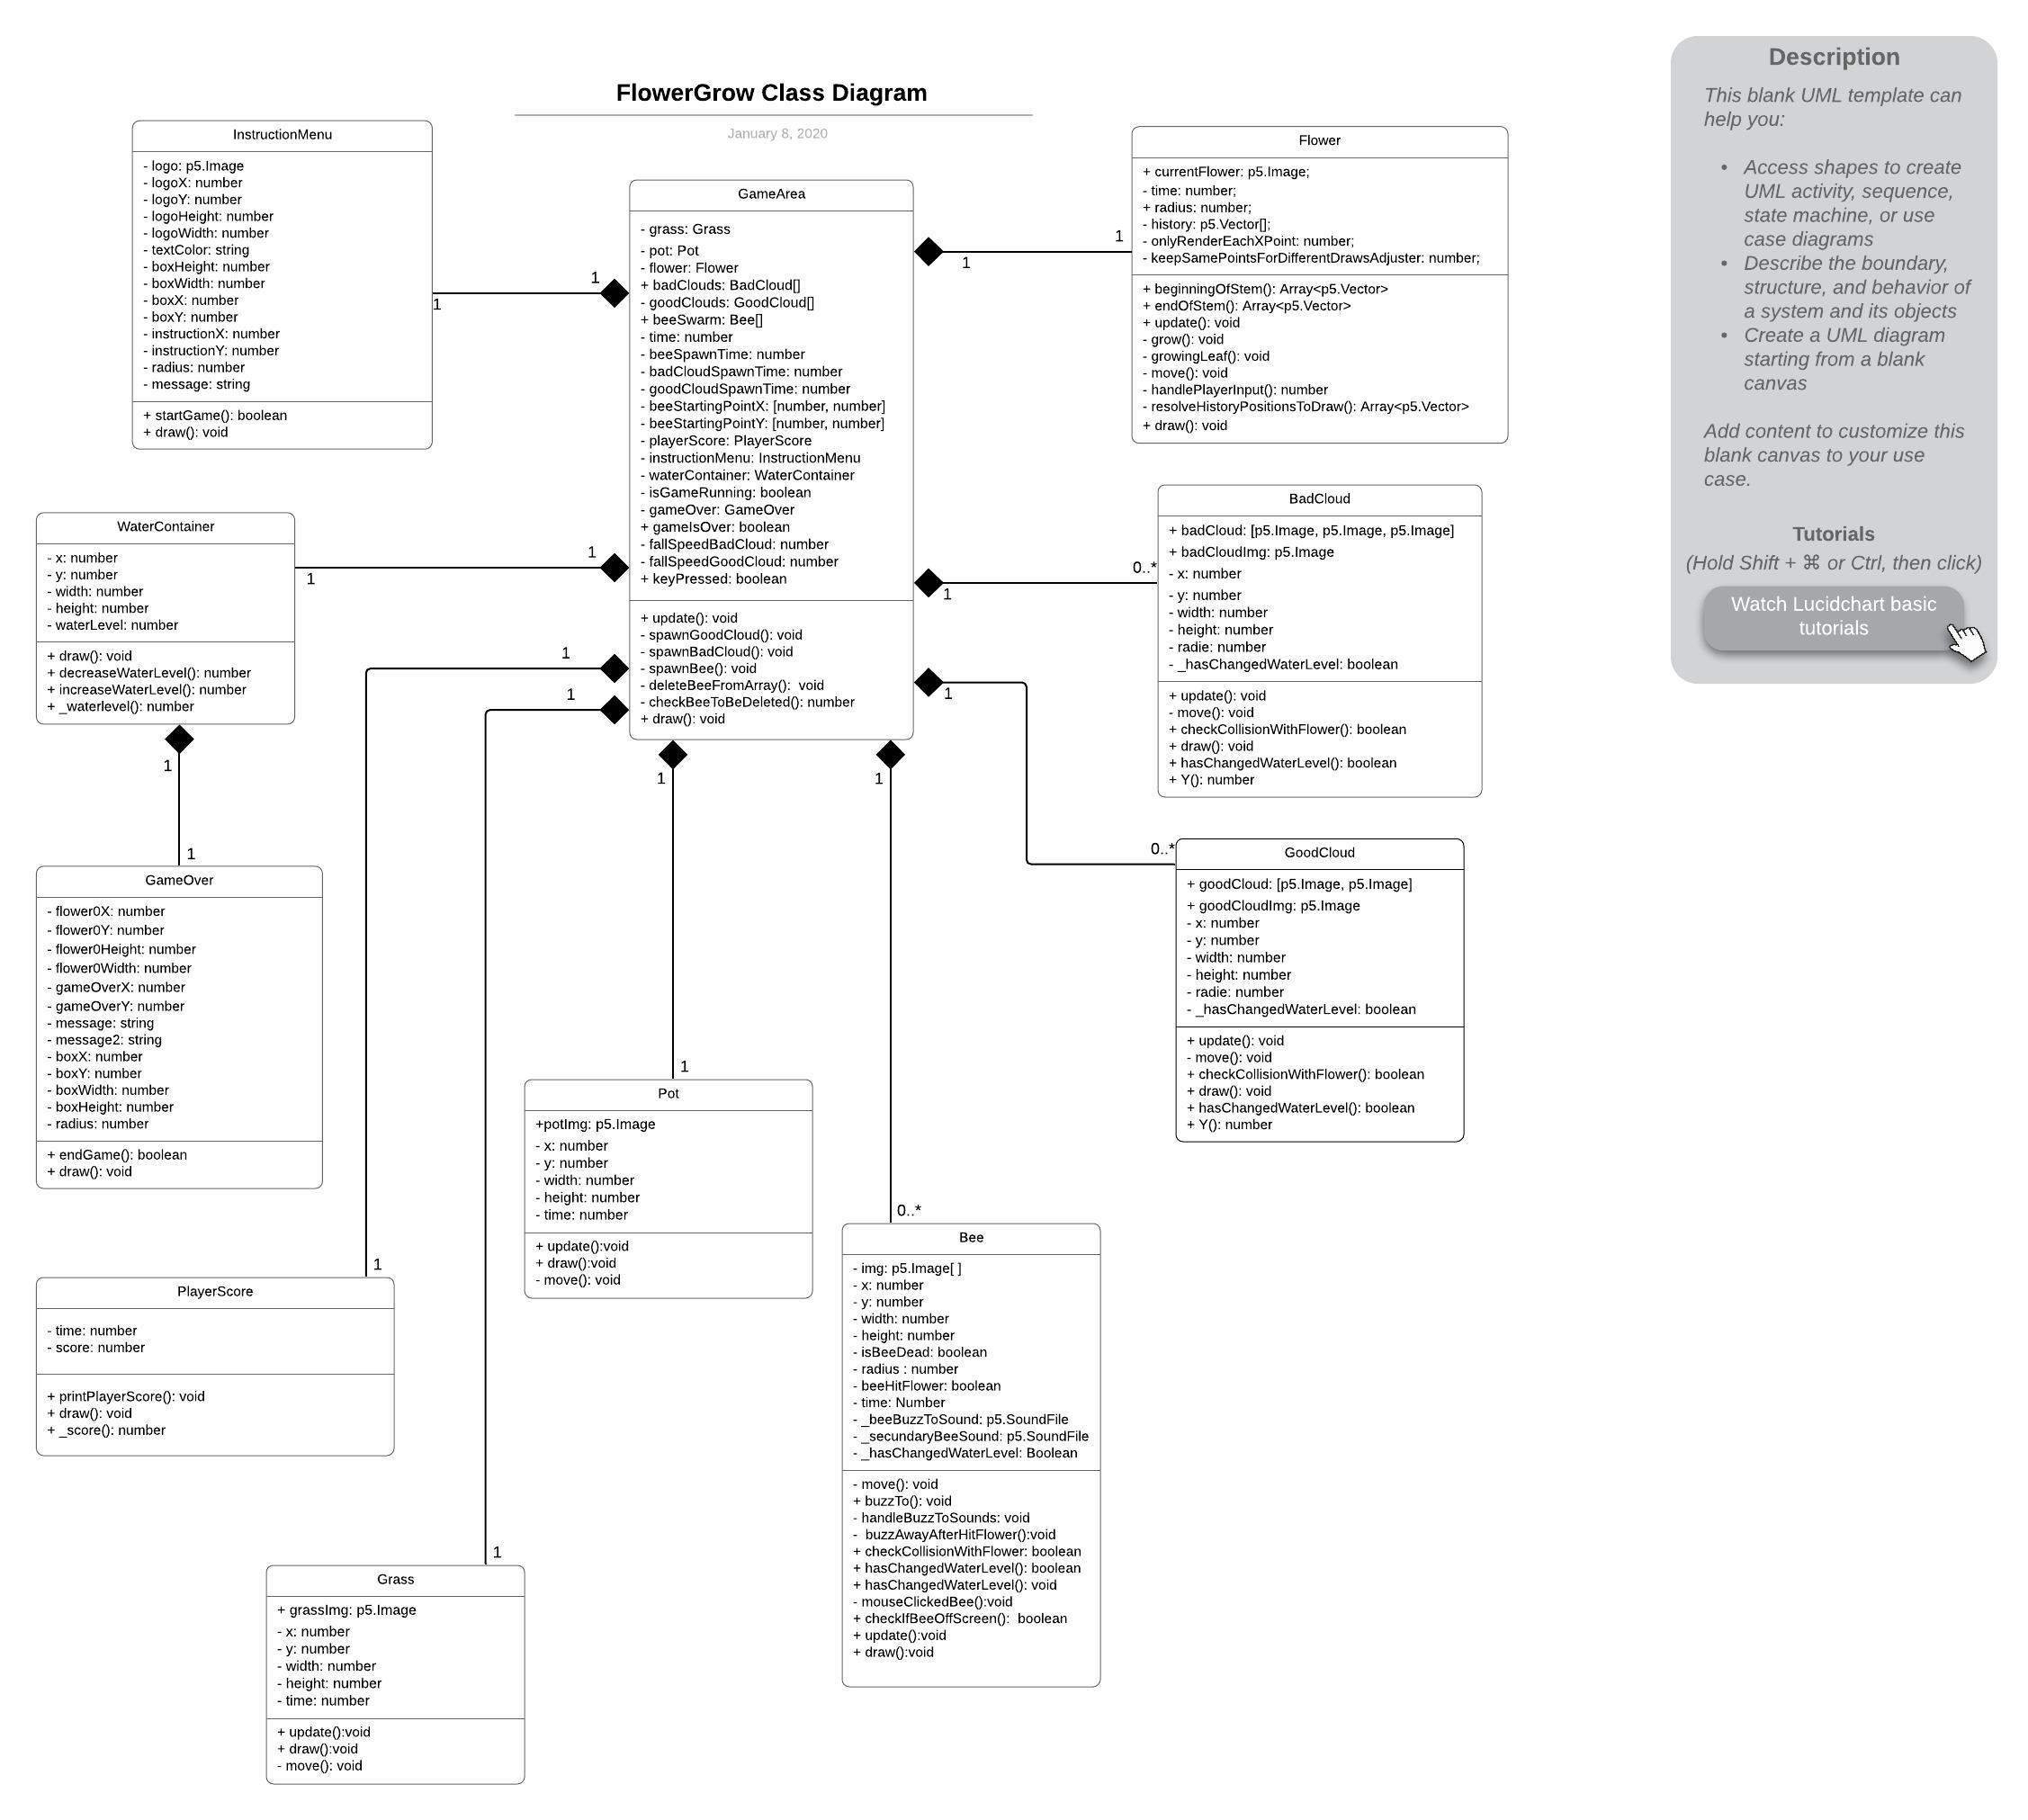 FlowerGrow Class Diagram
January 8, 2020
InstructionMenu
- logo: p5.Image
- logoX: number
- logoY: number
- logoHeight: number
- logoWidth: number
- textColor: string
- boxHeight: number
- boxWidth: number
- boxX: number
- boxY: number
- instructionX: number
- instructionY: number
- radius: number
- message: string
+ startGame(): boolean
+ draw(): void
1
1
GameArea
- grass: Grass
- pot: Pot
- flower: Flower
+ badClouds: BadCloud[]
- goodClouds: GoodCloud[]
+ beeSwarm: Bee[]
- time: number
- beeSpawnTime: number
- badCloudSpawnTime: number
- goodCloudSpawnTime: number
- beeStartingPointX: [number, number]
- beeStartingPointY: [number, number]
- playerScore: PlayerScore
- instructionMenu: InstructionMenu
- waterContainer: WaterContainer
- isGameRunning: boolean
- gameOver: GameOver
+ gameIsOver: boolean
- fallSpeedBadCloud: number
- fallSpeedGoodCloud: number
+ keyPressed: boolean
+ update(): void
- spawnGoodCloud(): void
- spawnBadCloud(): void
- spawnBee(): void
- deleteBeeFromArray():  void
- checkBeeToBeDeleted(): number
+ draw(): void
1
1
Flower
+ currentFlower: p5.Image;
- time: number;
+ radius: number;
- history: p5.Vector[];
- onlyRenderEachXPoint: number;
- keepSamePointsForDifferentDrawsAdjuster: number;
+ beginningOfStem(): Array<p5.Vector>
+ endOfStem(): Array<p5.Vector>
+ update(): void
- grow(): void
- growingLeaf(): void
- move(): void
- handlePlayerInput(): number
- resolveHistoryPositionsToDraw(): Array<p5.Vector>
+ draw(): void
Description
This blank UML template can
help you:
• Access shapes to create
UML activity, sequence,
state machine, or use
case diagrams
• Describe the boundary,
structure, and behavior of
a system and its objects
• Create a UML diagram
starting from a blank
canvas
Add content to customize this
blank canvas to your use
case.
Tutorials
(Hold Shift + ⌘ or Ctrl, then click)
Watch Lucidchart basic
tutorials
WaterContainer
- x: number
- y: number
- width: number
- height: number
- waterLevel: number
+ draw(): void
+ decreaseWaterLevel(): number
+ increaseWaterLevel(): number
+ _waterlevel(): number
1
1
1
1
1
1
0..*
1
BadCloud
+ badCloud: [p5.Image, p5.Image, p5.Image]
+ badCloudImg: p5.Image
- x: number
- y: number
- width: number
- height: number
- radie: number
- _hasChangedWaterLevel: boolean
+ update(): void
- move(): void
+ checkCollisionWithFlower(): boolean
+ draw(): void
+ hasChangedWaterLevel(): boolean
+ Y(): number
1
1
1
0..*
GoodCloud
+ goodCloud: [p5.Image, p5.Image]
+ goodCloudImg: p5.Image
- x: number
- y: number
- width: number
- height: number
- radie: number
- _hasChangedWaterLevel: boolean
+ update(): void
- move(): void
+ checkCollisionWithFlower(): boolean
+ draw(): void
+ hasChangedWaterLevel(): boolean
+ Y(): number
1
GameOver
- flower0X: number
- flower0Y: number
- flower0Height: number
- flower0Width: number
- gameOverX: number
- gameOverY: number
- message: string
- message2: string
- boxX: number
- boxY: number
- boxWidth: number
- boxHeight: number
- radius: number
+ endGame(): boolean
+ draw(): void
1
Pot
+potImg: p5.Image
- x: number
- y: number
- width: number
- height: number
- time: number
+ update():void
+ draw():void
- move(): void
0..*
Bee
- img: p5.Image[ ]
- x: number
- y: number
- width: number
- height: number
- isBeeDead: boolean
- radius : number
- beeHitFlower: boolean
- time: Number
- _beeBuzzToSound: p5.SoundFile
- _secundaryBeeSound: p5.SoundFile
- _hasChangedWaterLevel: Boolean
- move(): void
+ buzzTo(): void
- handleBuzzToSounds: void
-  buzzAwayAfterHitFlower():void
+ checkCollisionWithFlower: boolean
+ hasChangedWaterLevel(): boolean
+ hasChangedWaterLevel(): void
- mouseClickedBee():void
+ checkIfBeeOffScreen():  boolean
+ update():void
+ draw():void
1
PlayerScore
- time: number
- score: number
+ printPlayerScore(): void
+ draw(): void
+ _score(): number
1
Grass
+ grassImg: p5.Image
- x: number
- y: number
- width: number
- height: number
- time: number
+ update():void
+ draw():void
- move(): void